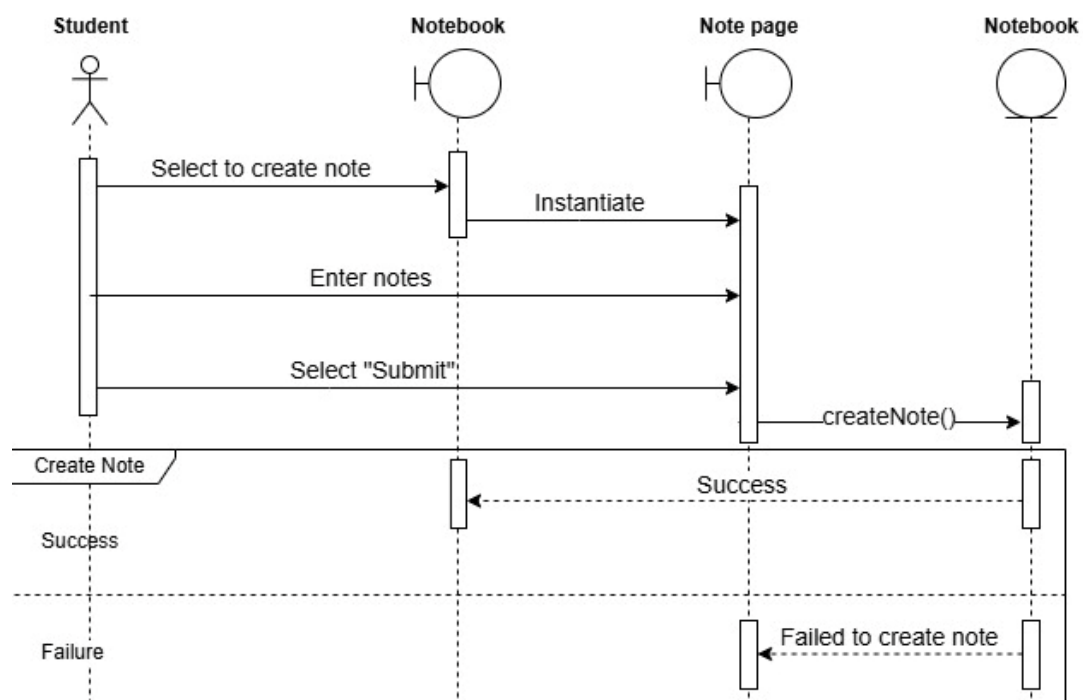 Student
Notebook
Note page
Notebook
Select to create note
Instantiate
Enter notes
Select "Submit"
createNote()
Create Note
Success
Success
Failed to create note
Failure